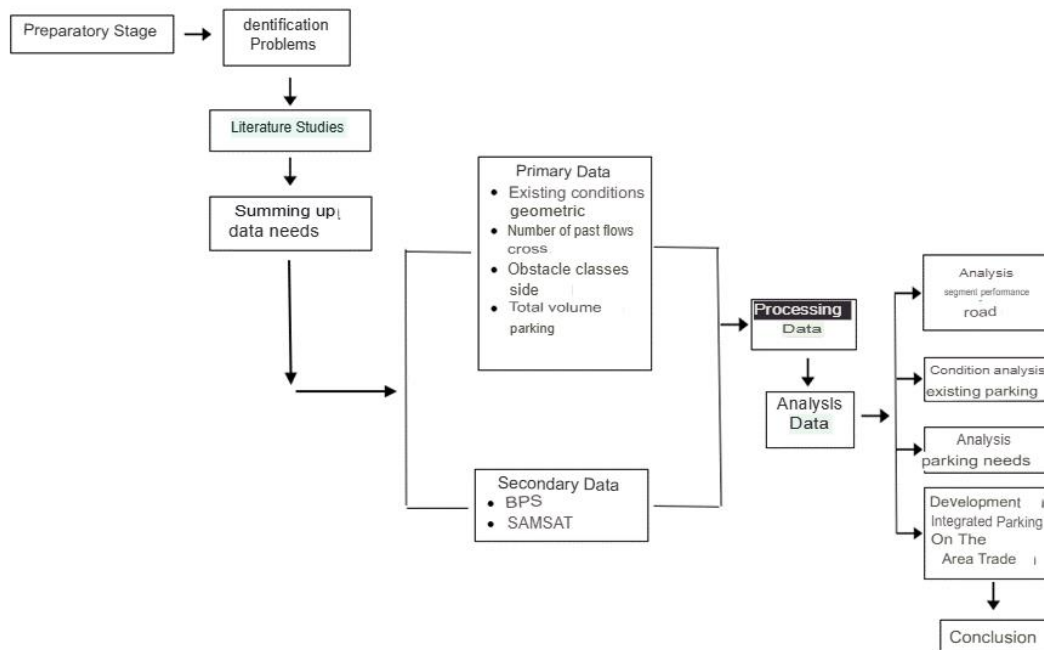 Preparatory Stage
dentification
Problems
Literature Studies
Summing up
data needs
Primary Data
• Existing conditions
geometric
• Number of past flows
cross
• Obstacle classes
side
• Total volume
parking
Secondary Data
• BPS
• SAMSAT
Processing
Data
Analysis
Data
Analysis
segment performance
road
Condition analysis
existing parking
Analysis
parking needs
Development
Integrated Parking
On The
Area Trade
Conclusion